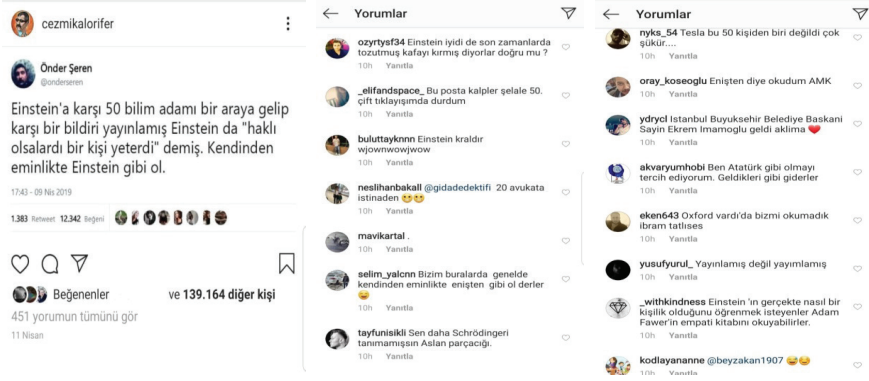 cezmikalorifer
Önder Şeren
@onderseren
Einstein'a karşı 50 bilim adamı bir araya gelip
karşı bir bildiri yayınlamış Einstein da "haklı
olsalardı bir kişi yeterdi" demiş. Kendinden
eminlikte Einstein gibi ol.
17:43 - 09 Nis 2019
1.383 Retweet 12.342 Beğeni
Beğenenler ve 139.164 diğer kişi
451 yorumun tümünü gör
11 Nisan
Yorumlar
ozyrtysf34 Einstein iyidi de son zamanlarda
tozutmuş kafayı kırmış diyorlar doğru mu ?
10h Yanıtla
_elifandspace_ Bu posta kalpler şelale 50.
çift tıklayışımda durdum
10h Yanıtla
buluttayknnn Einstein kraldır
wjowrnwowjwow
10h Yanıtla
neslihanbakall @gidadedektifi 20 avukata
istinaden
10h Yanıtla
mavikartal .
10h Yanıtla
selim_yalcnn Bizim buralarda genelde
kendinden eminlikte enişten gibi ol derler
10h Yanıtla
tayfunisikli Sen daha Schrödingeri
tanımamışsın Aslan parçacığı.
10h Yanıtla
Yorumlar
nyks_54 Tesla bu 50 kişiden biri değildi çok
şükür....
10h Yanıtla
oray_koseoglu Enişten diye okudum AMK
10h Yanıtla
ydrycl Istanbul Buyuksehir Belediye Baskani
Sayin Ekrem Imamoglu geldi aklima ❤️
10h Yanıtla
akvaryumhobi Ben Atatürk gibi olmayı
tercih ediyorum. Geldikleri gibi giderler
10h Yanıtla
eken643 Oxford vardı'da bizmi okumadık
ibram tatlıses
10h Yanıtla
yusufyurul_ Yayınlamış değil yayımlamış
10h Yanıtla
_withkindness Einstein 'ın gerçekte nasıl bir
kişilik olduğunu öğrenmek isteyenler Adam
Fawer'in empati kitabını okuyabilirler.
10h Yanıtla
kodlayananne @beyzakan1907 😅😅
10h Yanıtla